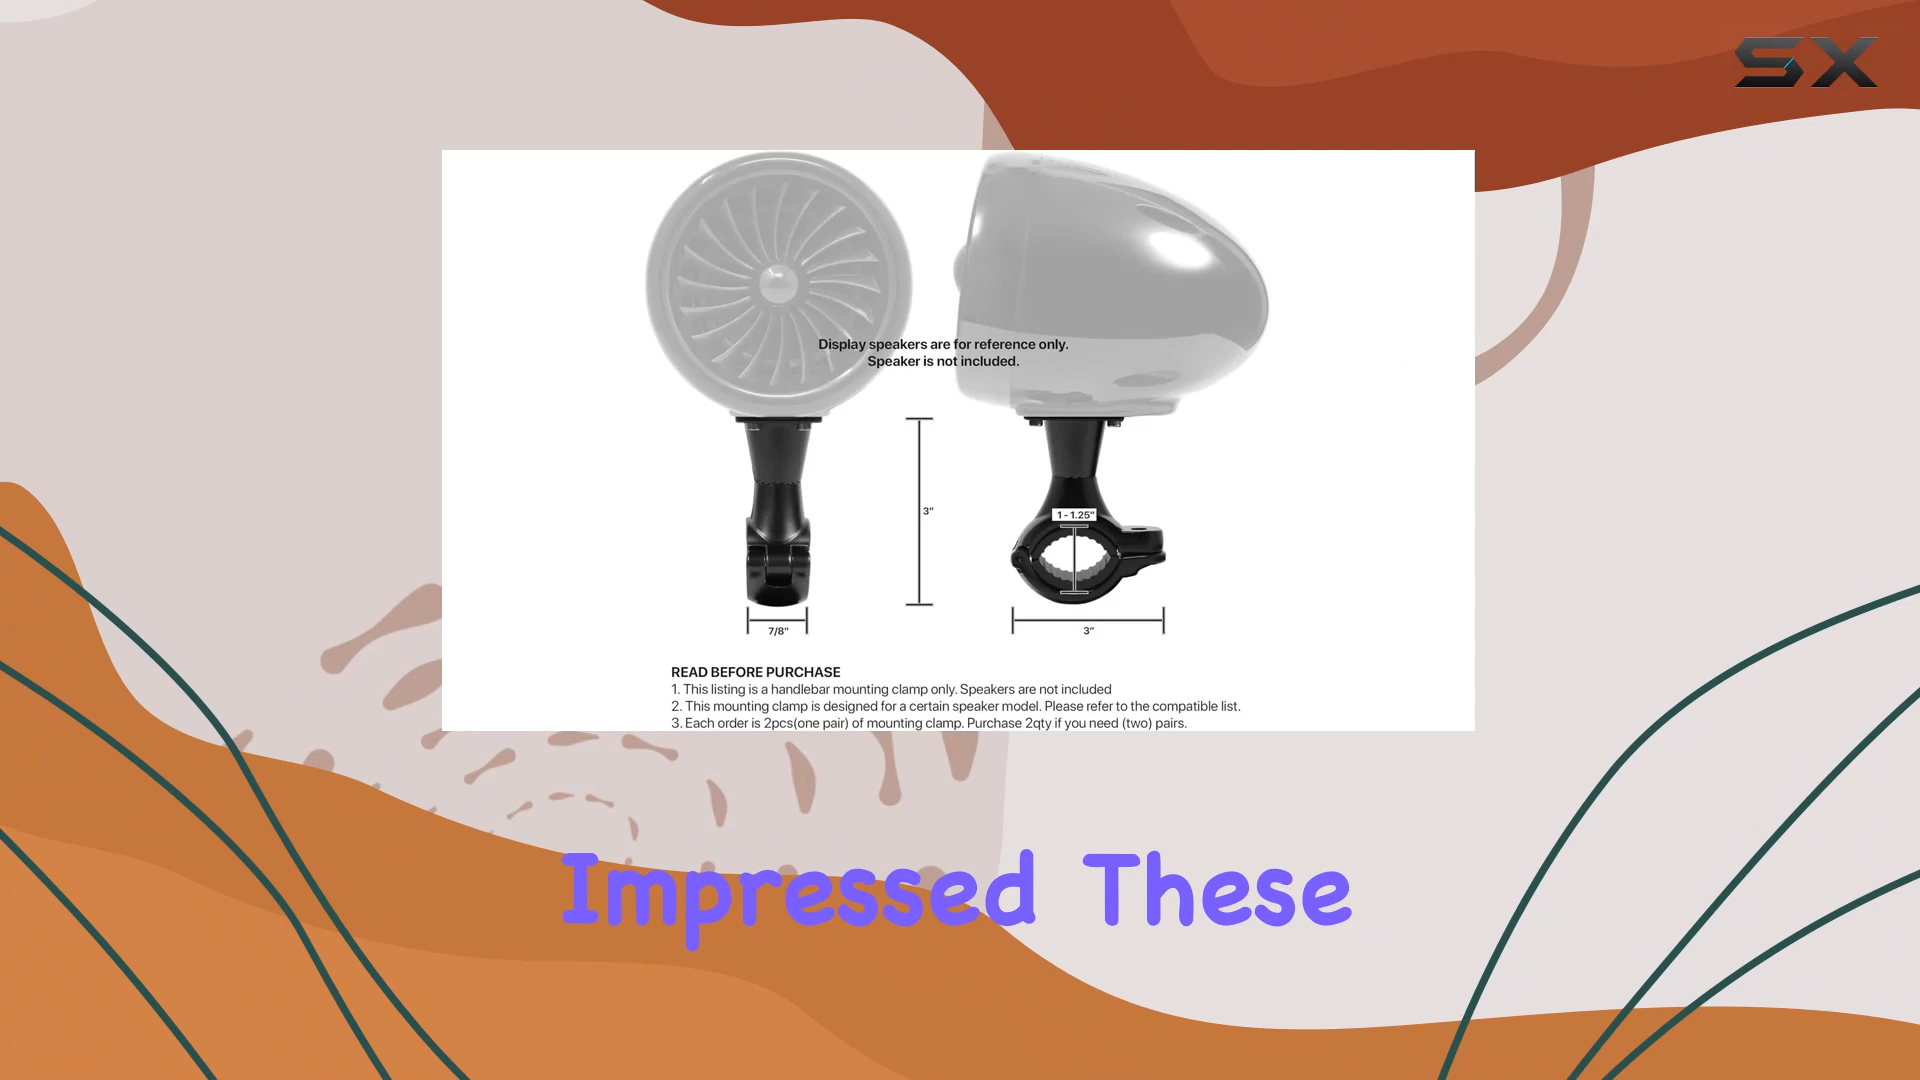 SX
Display speakers are for reference only.
Speaker is not included.
3"
1 - 1.25"
7/8"
3"
READ BEFORE PURCHASE
1. This listing is a handlebar mounting clamp only. Speakers are not included
2. This mounting clamp is designed for a certain speaker model. Please refer to the compatible list.
3. Each order is 2pcs(one pair) of mounting clamp. Purchase 2qty if you need (two) pairs.
Impressed These